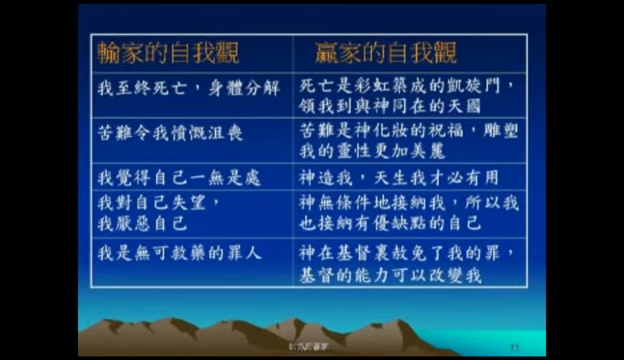 輸家的自我觀
贏家的自我觀
我至終死亡，身體分解
死亡是彩虹築成的凱旋門，
領我到與神同在的天國
苦難令我憤慨沮喪
苦難是神化妝的祝福，雕塑
我的靈性更加美麗
我覺得自己一無是處
神造我，天生我才必有用
我對自己失望，
我厭惡自己
神無條件地接納我，所以我
也接納有優缺點的自己
我是無可救藥的罪人
神在基督裏赦免了我的罪，
基督的能力可以改變我